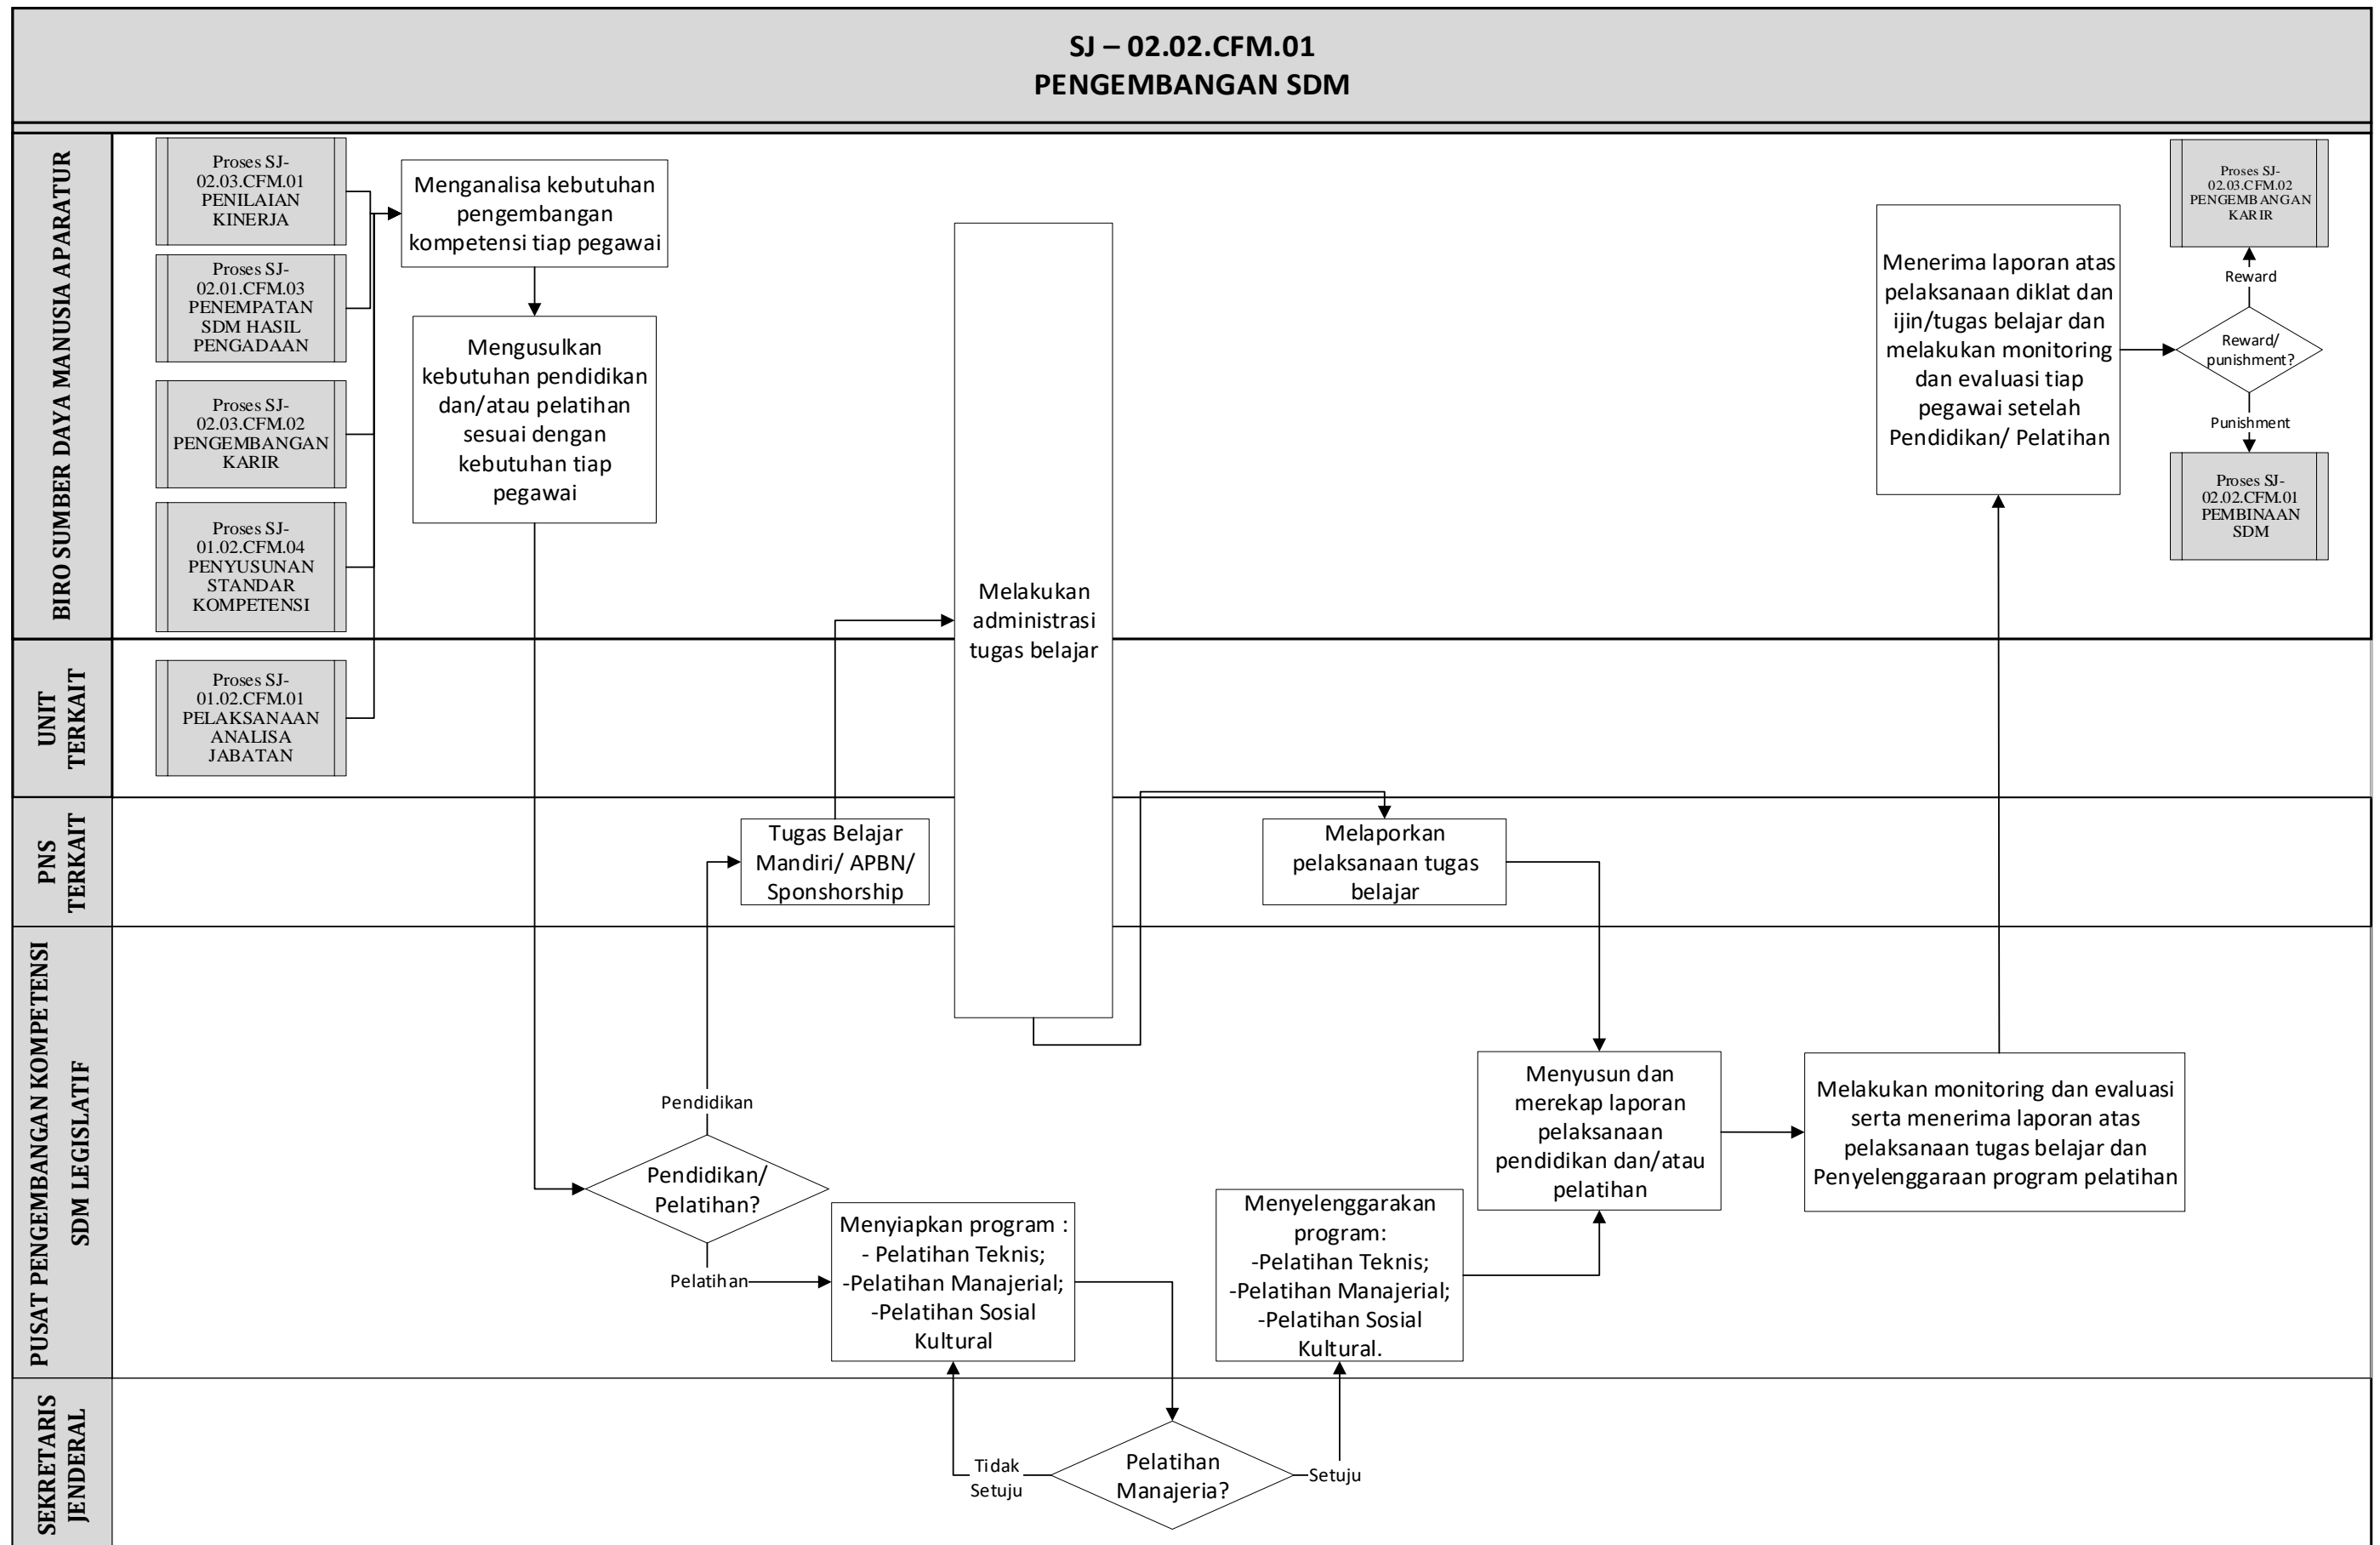 SJ – 02.02.CFM.01
PENGEMBANGAN SDM
BIRO SUMBER DAYA MANUSIA APARATUR
Proses SJ-
02.03.CFM.01
PENILAIAN
KINERJA
Proses SJ-
02.01.CFM.03
PENEMPATAN
SDM HASIL
PENGADAAN
Proses SJ-
02.03.CFM.02
PENGEMBANGAN
KARIR
Proses SJ-
01.02.CFM.04
PENYUSUNAN
STANDAR
KOMPETENSI
Menganalisa kebutuhan
pengembangan
kompetensi tiap pegawai
Mengusulkan
kebutuhan pendidikan
dan/atau pelatihan
sesuai dengan
kebutuhan tiap
pegawai
Melakukan
administrasi
tugas belajar
Menerima laporan atas
pelaksanaan diklat dan
ijin/tugas belajar dan
melakukan monitoring
dan evaluasi tiap
pegawai setelah
Pendidikan/ Pelatihan
Proses SJ-
02.03.CFM.02
PENGEMBANGAN
KARIR
Reward
Reward/
punishment?
Punishment
Proses SJ-
02.02.CFM.01
PEMBINAAN
SDM
UNIT
TERKAIT
Proses SJ-
01.02.CFM.01
PELAKSANAAN
ANALISA
JABATAN
PNS
TERKAIT
Tugas Belajar
Mandiri/ APBN/
Sponshorship
Melaporkan
pelaksanaan tugas
belajar
PUSAT PENGEMBANGAN KOMPETENSI
SDM LEGISLATIF
Pendidikan
Pendidikan/
Pelatihan?
Pelatihan
Menyiapkan program :
- Pelatihan Teknis;
-Pelatihan Manajerial;
-Pelatihan Sosial
Kultural
Menyelenggarakan
program:
-Pelatihan Teknis;
-Pelatihan Manajerial;
-Pelatihan Sosial
Kultural.
Menyusun dan
merekap laporan
pelaksanaan
pendidikan dan/atau
pelatihan
Melakukan monitoring dan evaluasi
serta menerima laporan atas
pelaksanaan tugas belajar dan
Penyelenggaraan program pelatihan
SEKRETARIS
JENDERAL
Tidak
Setuju
Pelatihan
Manajeria?
Setuju